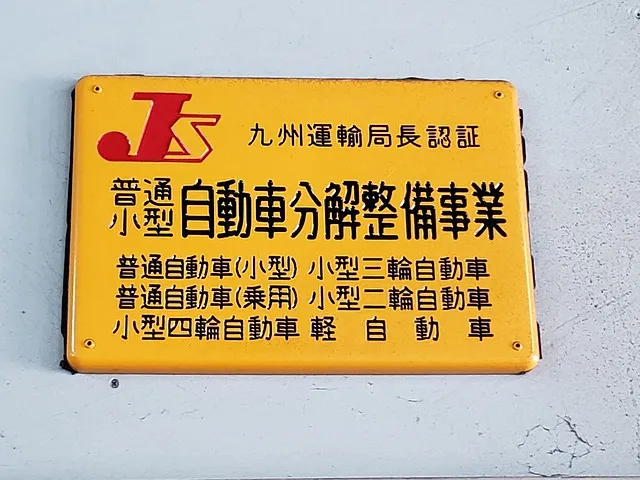 JS 九州運輸局長認証
普通
小型 自動車分解整備事業
普通自動車(小型) 小型三輪自動車
普通自動車(乗用) 小型二輪自動車
小型四輪自動車 軽自動車